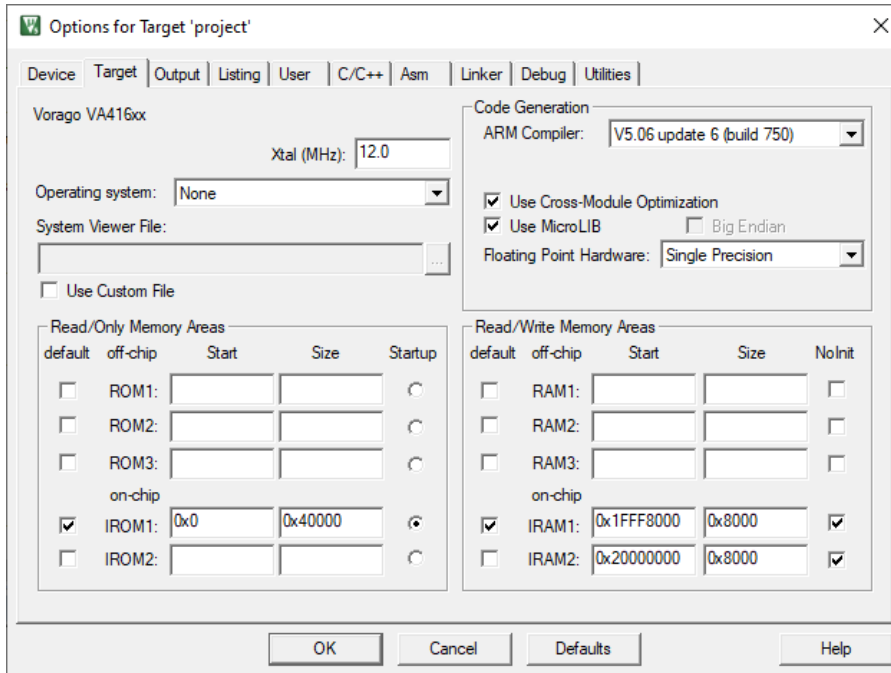 Options for Target 'project'
Device Target Output Listing User C/C++ Asm Linker Debug Utilities
Vorago VA416xx
Xtal (MHz): 12.0
Operating system: None
System Viewer File:
...
Use Custom File
Code Generation
ARM Compiler: V5.06 update 6 (build 750)
Use Cross-Module Optimization
Use MicroLIB Big Endian
Floating Point Hardware: Single Precision
Read/Only Memory Areas
default off-chip Start Size Startup
ROM1:
ROM2:
ROM3:
on-chip
IROM1: 0x0 0x40000
IROM2:
Read/Write Memory Areas
default off-chip Start Size NoInit
RAM1:
RAM2:
RAM3:
on-chip
IRAM1: 0x1FFF8000 0x8000
IRAM2: 0x20000000 0x8000
OK Cancel Defaults Help